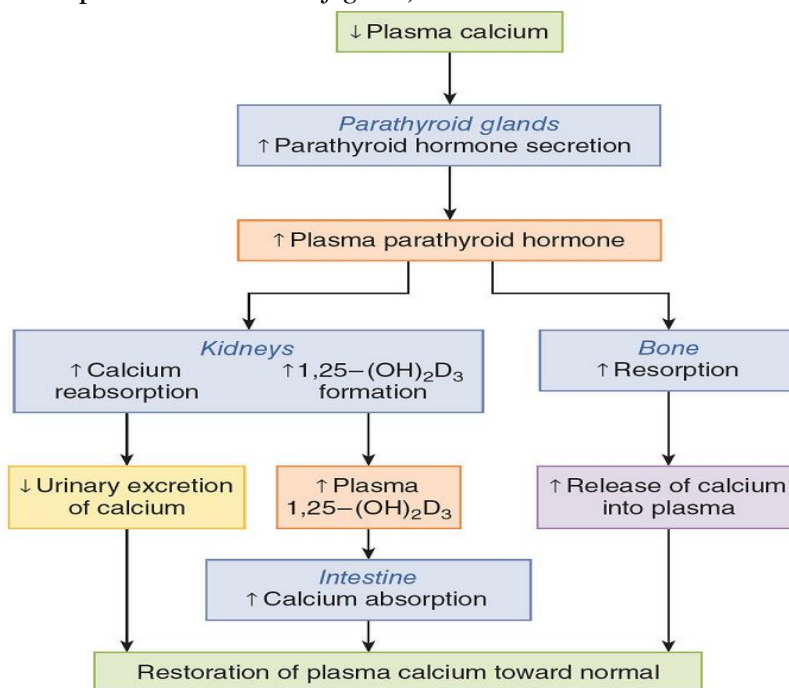 ↓ Plasma calcium
Parathyroid glands
↑ Parathyroid hormone secretion
↑ Plasma parathyroid hormone
Kidneys
↑ Calcium
reabsorption
↑ 1,25–(OH)₂D₃
formation
Bone
↑ Resorption
↓ Urinary excretion
of calcium
↑ Plasma
1,25–(OH)₂D₃
↑ Release of calcium
into plasma
Intestine
↑ Calcium absorption
Restoration of plasma calcium toward normal